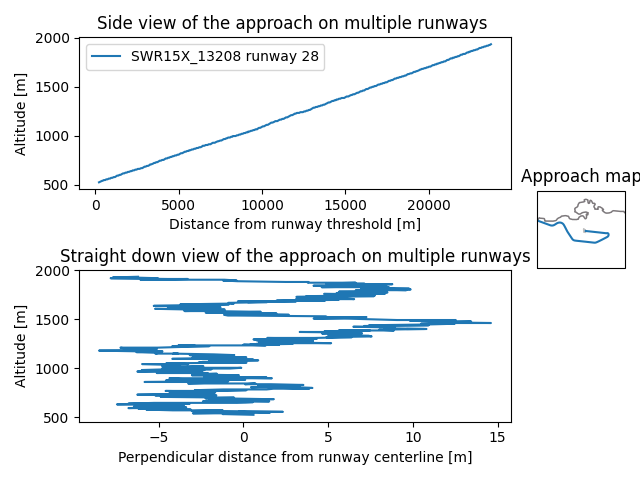 Side view of the approach on multiple runways
2000
1500
1000
500
Altitude [m]
SWR15X_13208 runway 28
0 5000 10000 15000 20000
Distance from runway threshold [m]
Approach map
Straight down view of the approach on multiple runways
2000
1500
1000
500
Altitude [m]
−5 0 5 10 15
Perpendicular distance from runway centerline [m]